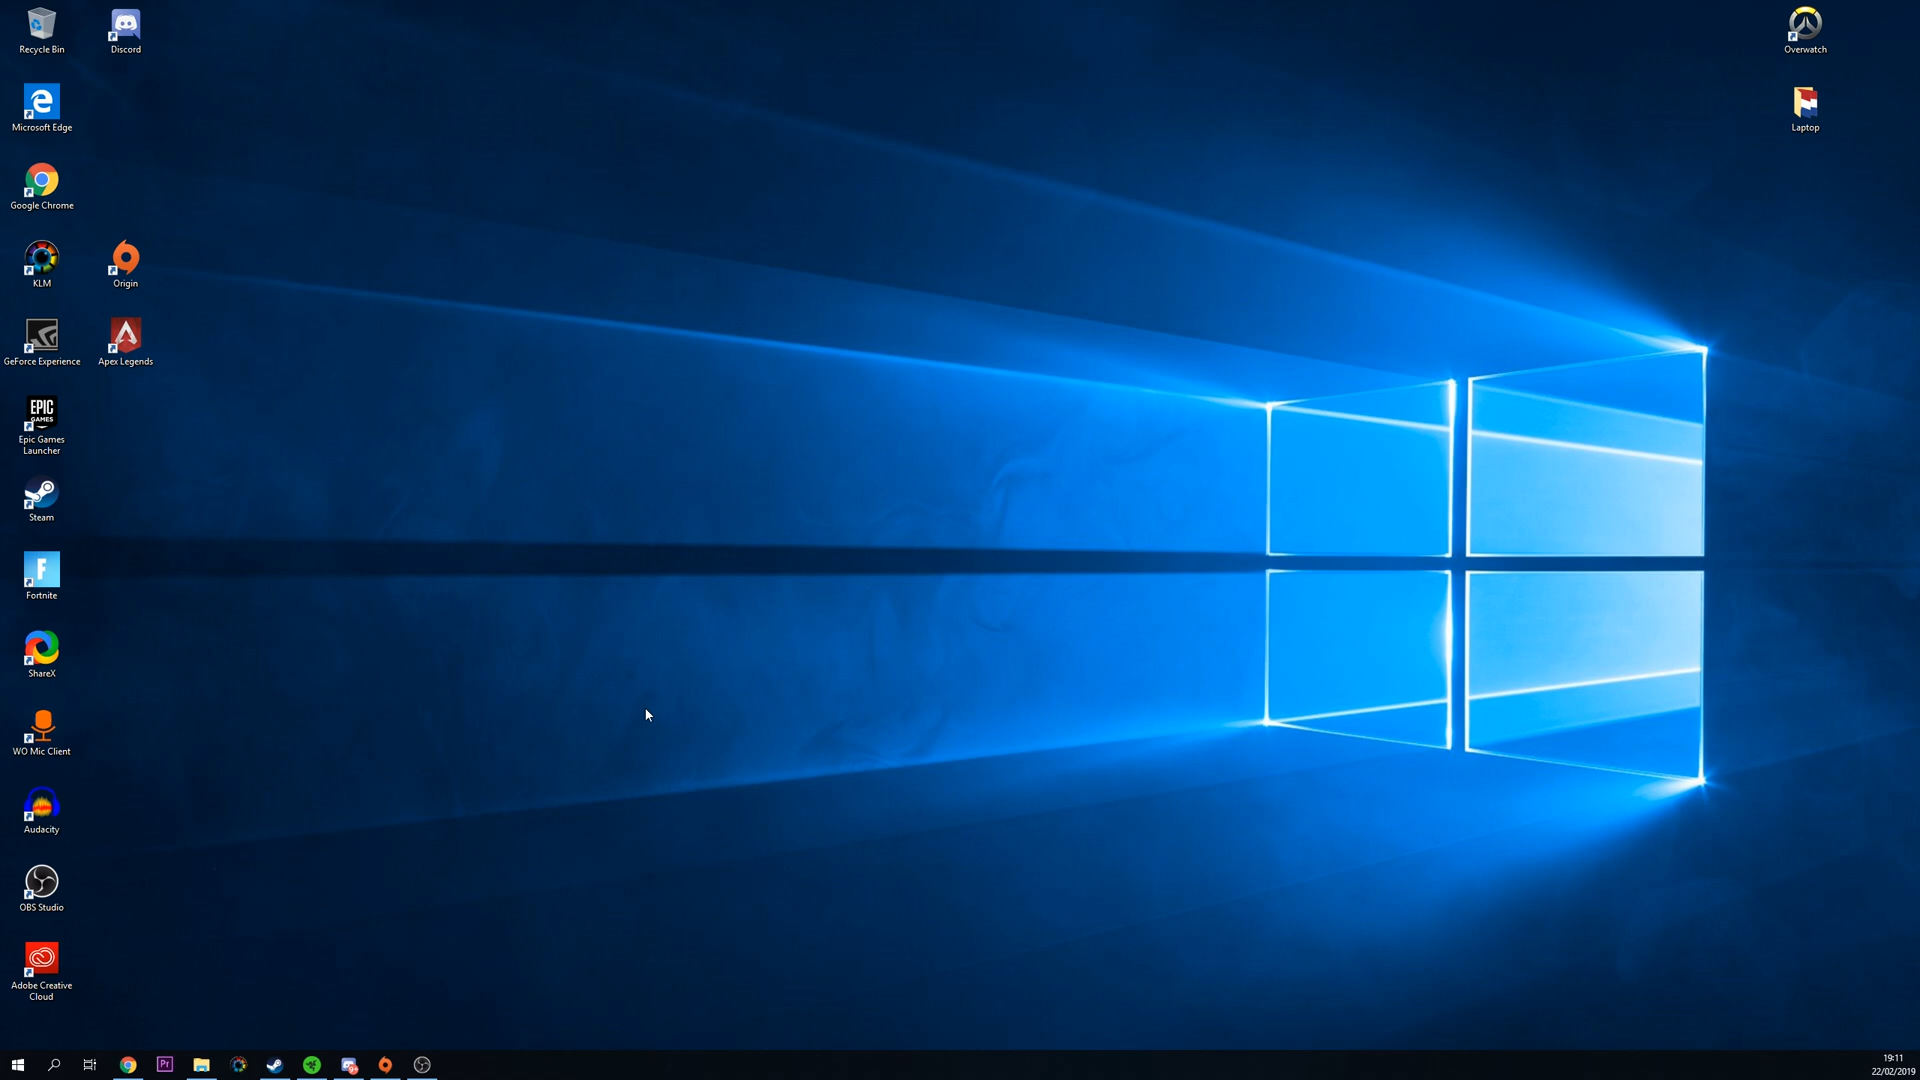 Recycle Bin
Discord
Overwatch
Microsoft Edge
Laptop
Google Chrome
KLM
Origin
GeForce Experience
Apex Legends
EPIC
GAMES
Epic Games
Launcher
Steam
F
Fortnite
ShareX
WO Mic Client
Audacity
OBS Studio
Adobe Creative
Cloud
Pr
9+
19:11
22/02/2019